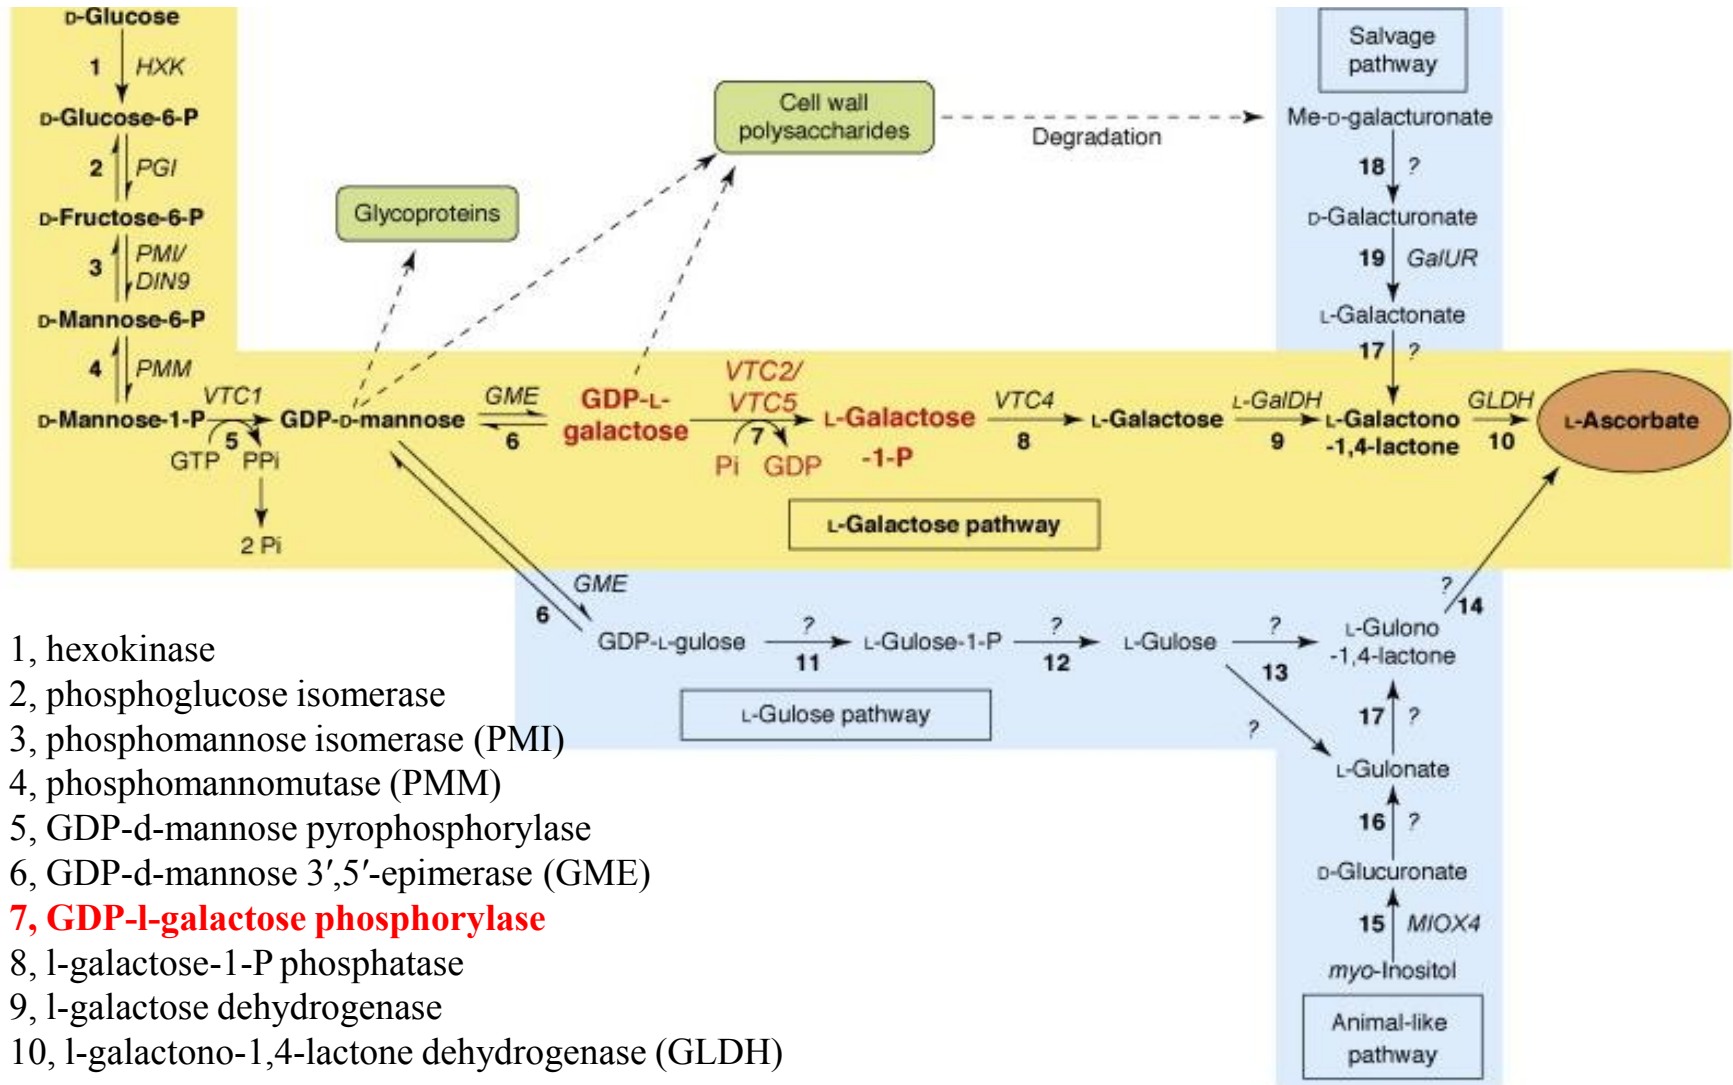 D-Glucose
1 HXK
D-Glucose-6-P
2 PGI
D-Fructose-6-P
3 PMI/
DIN9
D-Mannose-6-P
4 PMM
D-Mannose-1-P
VTC1
5
GTP PPi
2 Pi
GDP-D-mannose
Glycoproteins
Cell wall
polysaccharides
Degradation
GME
6
GDP-L-
galactose
VTC2/
VTC5
7
Pi GDP
L-Galactose
-1-P
VTC4
8
L-Galactose
L-GalDH
9
L-Galactono
-1,4-lactone
GLDH
10
L-Ascorbate
L-Galactose pathway
Salvage
pathway
Me-D-galacturonate
18 ?
D-Galacturonate
19 GalUR
L-Galactonate
17 ?
GME
6
GDP-L-gulose
?
11
L-Gulose-1-P
?
12
L-Gulose
?
13
L-Gulono
-1,4-lactone
?
14
L-Gulose pathway
?
17 ?
L-Gulonate
16 ?
D-Glucuronate
15 MIOX4
myo-Inositol
Animal-like
pathway
1, hexokinase
2, phosphoglucose isomerase
3, phosphomannose isomerase (PMI)
4, phosphomannomutase (PMM)
5, GDP-d-mannose pyrophosphorylase
6, GDP-d-mannose 3′,5′-epimerase (GME)
7, GDP-l-galactose phosphorylase
8, l-galactose-1-P phosphatase
9, l-galactose dehydrogenase
10, l-galactono-1,4-lactone dehydrogenase (GLDH)